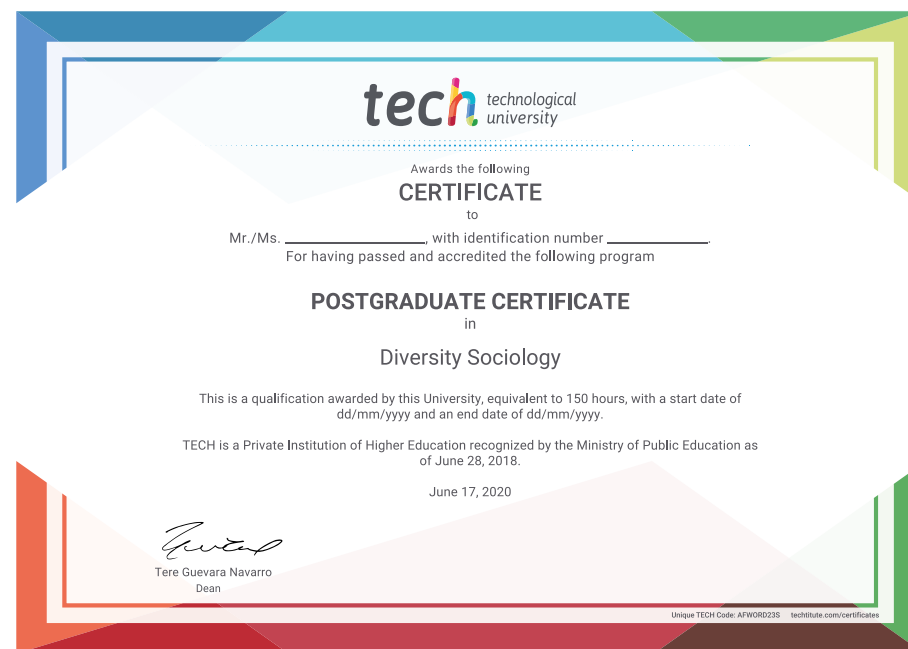 tech technological
university
Awards the following
CERTIFICATE
to
Mr./Ms. ____________________, with identification number ______________.
For having passed and accredited the following program
POSTGRADUATE CERTIFICATE
in
Diversity Sociology
This is a qualification awarded by this University, equivalent to 150 hours, with a start date of
dd/mm/yyyy and an end date of dd/mm/yyyy.
TECH is a Private Institution of Higher Education recognized by the Ministry of Public Education as
of June 28, 2018.
June 17, 2020
Tere Guevara Navarro
Dean
Unique TECH Code: AFWORD23S techtitute.com/certificates